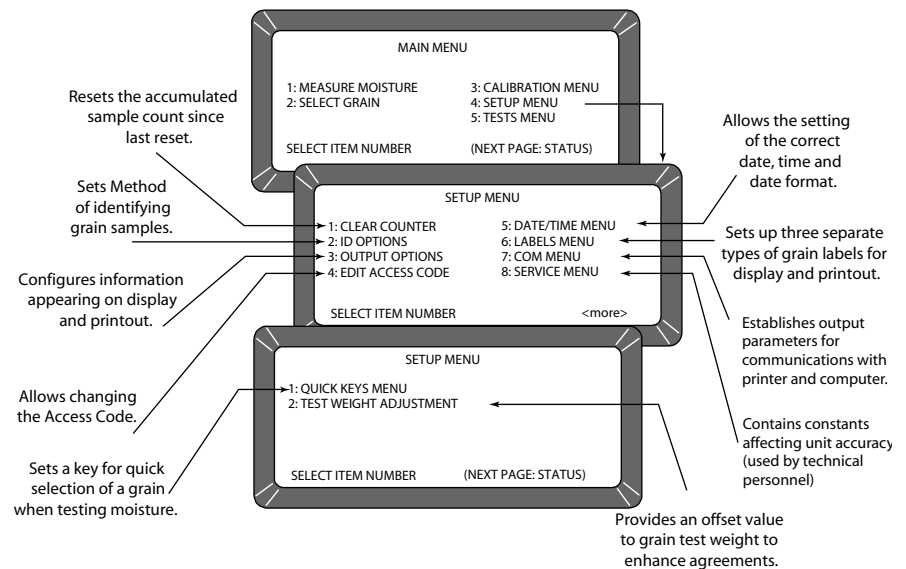 MAIN MENU
1: MEASURE MOISTURE
2: SELECT GRAIN
3: CALIBRATION MENU
4: SETUP MENU
5: TESTS MENU
SELECT ITEM NUMBER
(NEXT PAGE: STATUS)
Resets the accumulated
sample count since
last reset.
Sets Method
of identifying
grain samples.
Configures information
appearing on display
and printout.
Allows changing
the Access Code.
Sets a key for quick
selection of a grain
when testing moisture.
SETUP MENU
1: CLEAR COUNTER
2: ID OPTIONS
3: OUTPUT OPTIONS
4: EDIT ACCESS CODE
5: DATE/TIME MENU
6: LABELS MENU
7: COM MENU
8: SERVICE MENU
SELECT ITEM NUMBER
<more>
SETUP MENU
1: QUICK KEYS MENU
2: TEST WEIGHT ADJUSTMENT
SELECT ITEM NUMBER
(NEXT PAGE: STATUS)
Allows the setting
of the correct
date, time and
date format.
Sets up three separate
types of grain labels for
display and printout.
Establishes output
parameters for
communications with
printer and computer.
Contains constants
affecting unit accuracy
(used by technical
personnel)
Provides an offset value
to grain test weight to
enhance agreements.